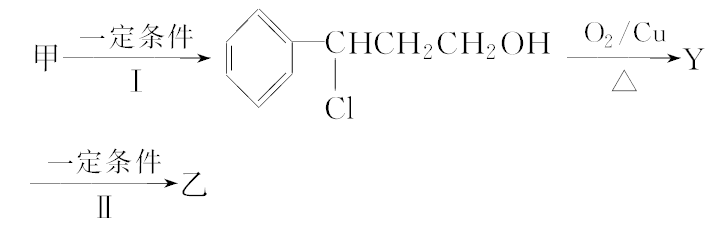 甲 一定条件 Ⅰ CHCH₂CH₂OH Cl O₂/Cu △ Y
一定条件 Ⅱ 乙